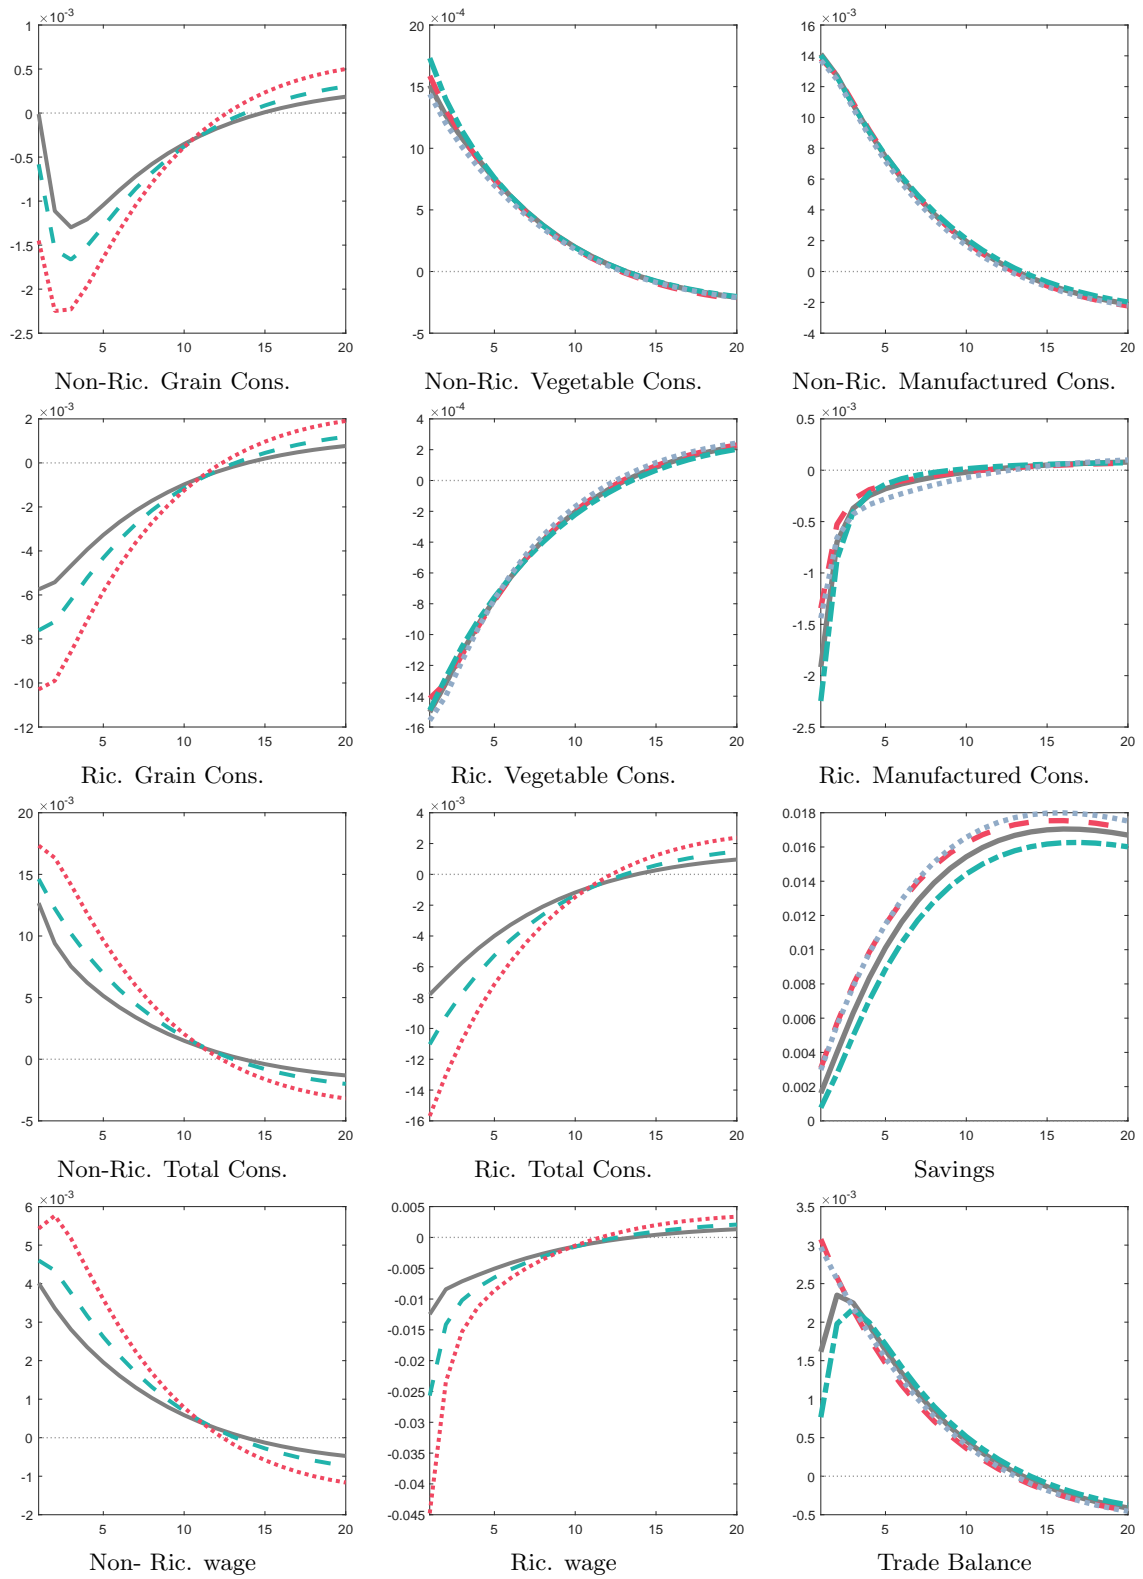 ×10⁻³ ×10⁻⁴ ×10⁻³
1 20 16
0.5 15 14
0 10 12
-0.5 5 10
-1 0 8
-1.5 -5 6
-2 4
-2.5 2
0
-2
-4
5 10 15 20 5 10 15 20 5 10 15 20
Non-Ric. Grain Cons. Non-Ric. Vegetable Cons. Non-Ric. Manufactured Cons.
×10⁻³ ×10⁻⁴ ×10⁻³
2 4 0.5
0 2 0
-2 0 -0.5
-4 -2 -1
-6 -4 -1.5
-8 -6 -2
-10 -8 -2.5
-12 -10
-12
-14
-16
5 10 15 20 5 10 15 20 5 10 15 20
Ric. Grain Cons. Ric. Vegetable Cons. Ric. Manufactured Cons.
×10⁻³ ×10⁻³
20 4 0.018
15 2 0.016
10 0 0.014
5 -2 0.012
0 -4 0.01
-5 -6 0.008
-8 0.006
-10 0.004
-12 0.002
-14 0
-16
5 10 15 20 5 10 15 20 5 10 15 20
Non-Ric. Total Cons. Ric. Total Cons. Savings
×10⁻³ ×10⁻³
6 0.005 3.5
5 0 3
4 -0.005 2.5
3 -0.01 2
2 -0.015 1.5
1 -0.02 1
0 -0.025 0.5
-1 -0.03 0
-2 -0.035 -0.5
-0.04
-0.045
5 10 15 20 5 10 15 20 5 10 15 20
Non- Ric. wage Ric. wage Trade Balance